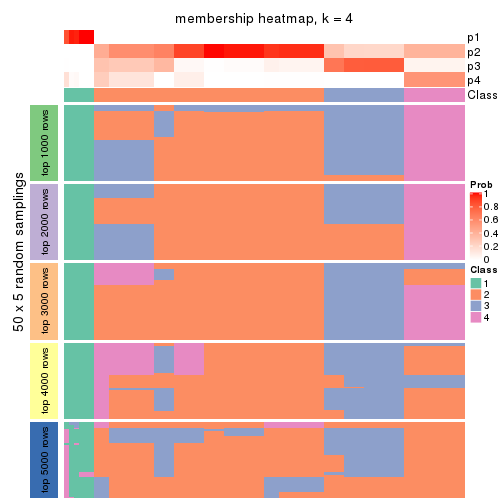 membership heatmap, k = 4
p1
p2
p3
p4
Class
50 x 5 random samplings
top 1000 rows
top 2000 rows
top 3000 rows
top 4000 rows
top 5000 rows
Prob
1
0.8
0.6
0.4
0.2
0
Class
1
2
3
4